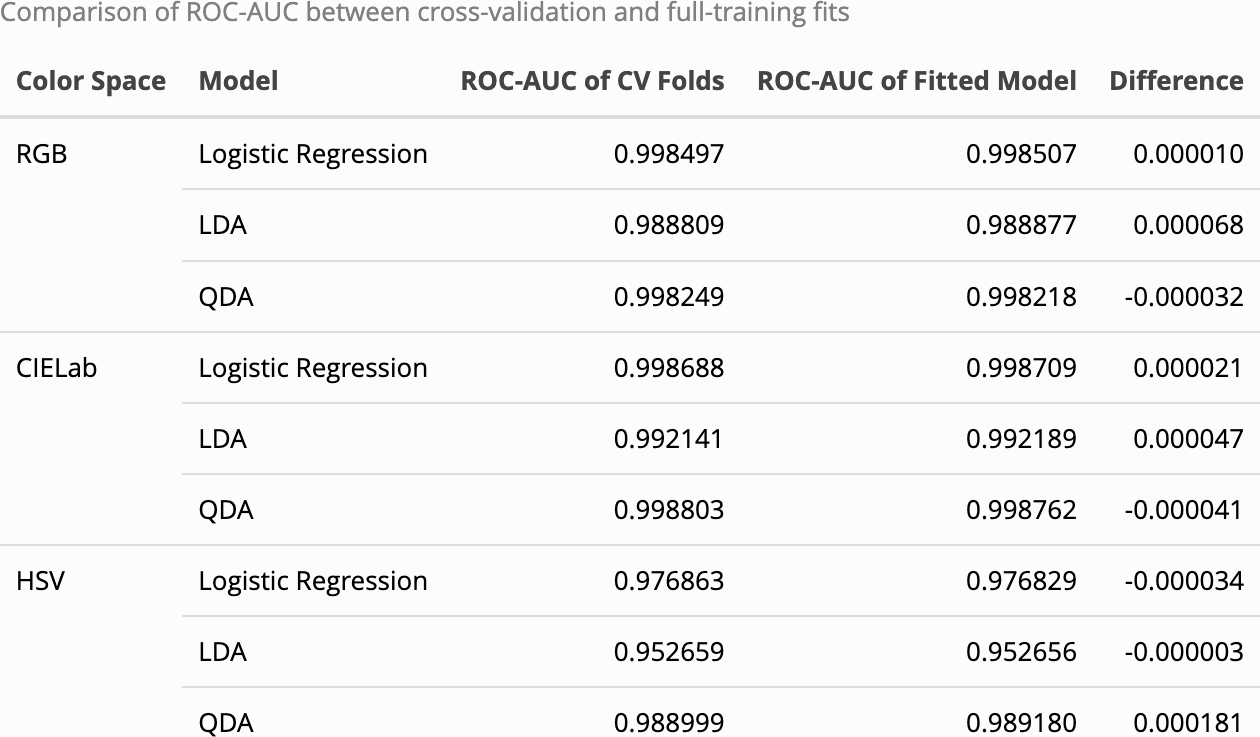 Comparison of ROC-AUC between cross-validation and full-training fits
Color Space Model ROC-AUC of CV Folds ROC-AUC of Fitted Model Difference
RGB Logistic Regression 0.998497 0.998507 0.000010
LDA 0.988809 0.988877 0.000068
QDA 0.998249 0.998218 -0.000032
CIELab Logistic Regression 0.998688 0.998709 0.000021
LDA 0.992141 0.992189 0.000047
QDA 0.998803 0.998762 -0.000041
HSV Logistic Regression 0.976863 0.976829 -0.000034
LDA 0.952659 0.952656 -0.000003
QDA 0.988999 0.989180 0.000181